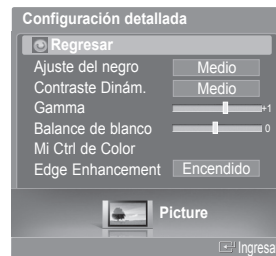 Configuración detallada
Regresar
Ajuste del negro Medio
Contraste Dinám. Medio
Gamma +1
Balance de blanco 0
Mi Ctrl de Color
Edge Enhancement Encendido
Picture
Ingresa